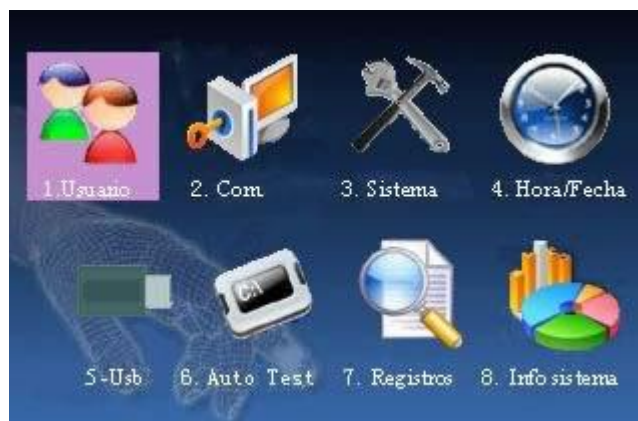 1.Usuario
2. Com.
3. Sistema
4. Hora/Fecha
5-Usb
6. Auto Test
7. Registros
8. Info sistema